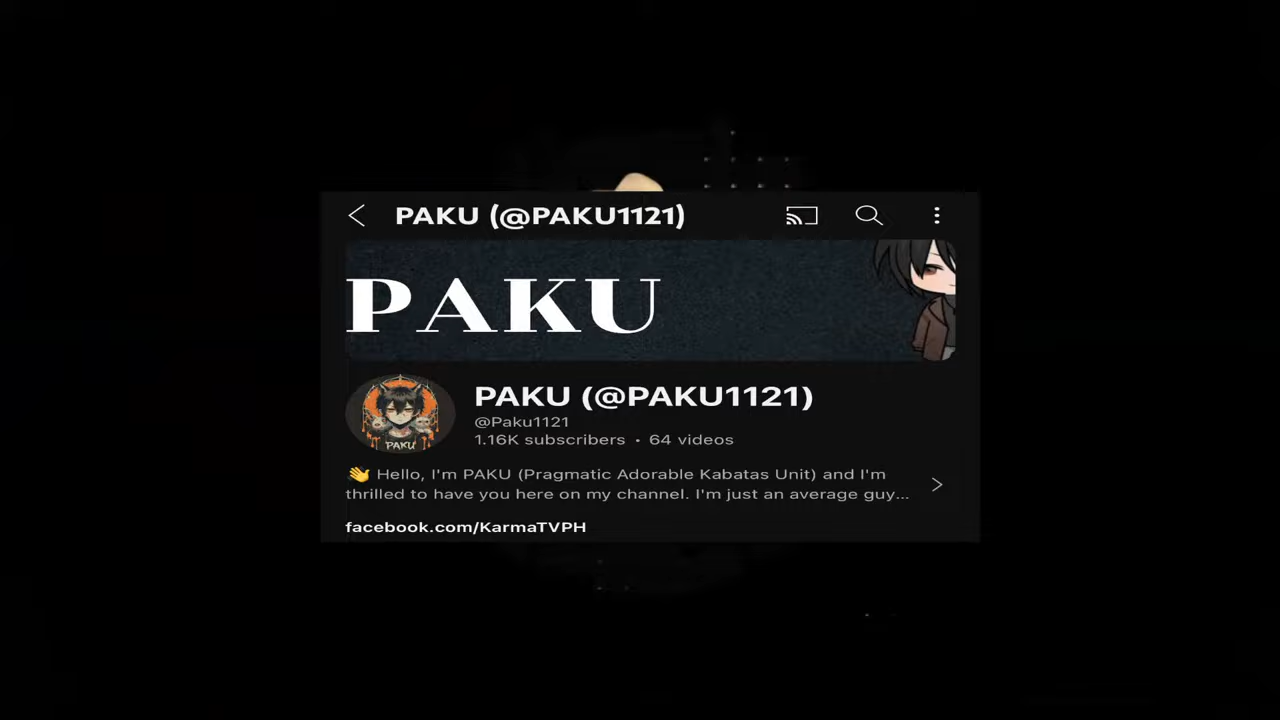 PAKU (@PAKU1121)
PAKU
PAKU (@PAKU1121)
@Paku1121
1.16K subscribers • 64 videos
PAKU
👋 Hello, I'm PAKU (Pragmatic Adorable Kabatas Unit) and I'm
thrilled to have you here on my channel. I'm just an average guy...
facebook.com/KarmaTVPH